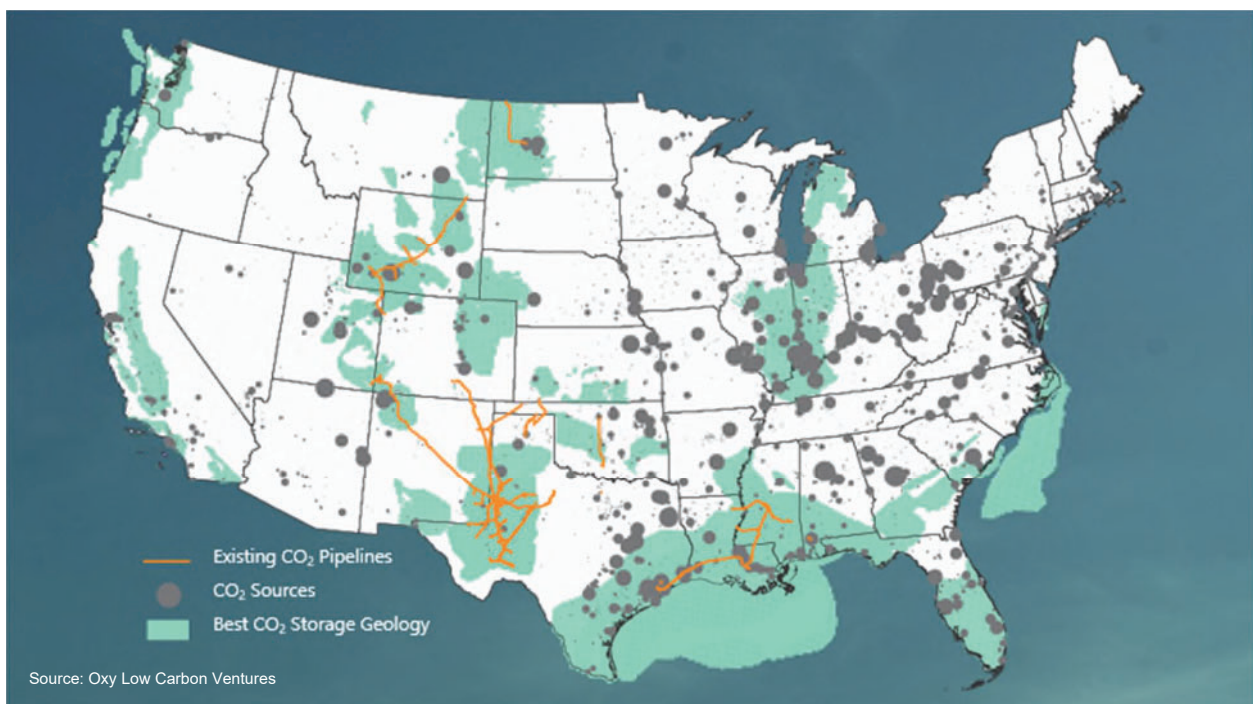 Existing CO₂ Pipelines
CO₂ Sources
Best CO₂ Storage Geology
Source: Oxy Low Carbon Ventures